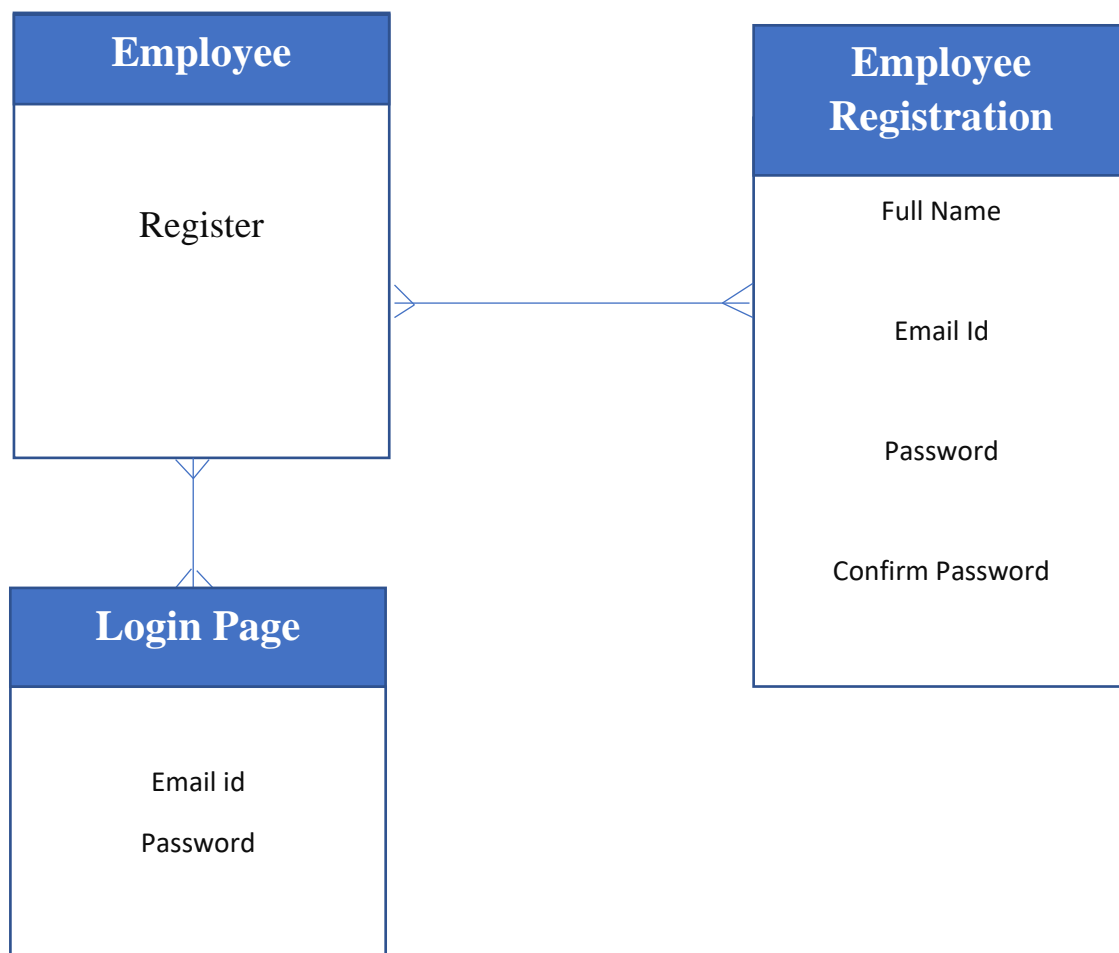 Employee
Register
Employee
Registration
Full Name
Email Id
Password
Confirm Password
Login Page
Email id
Password